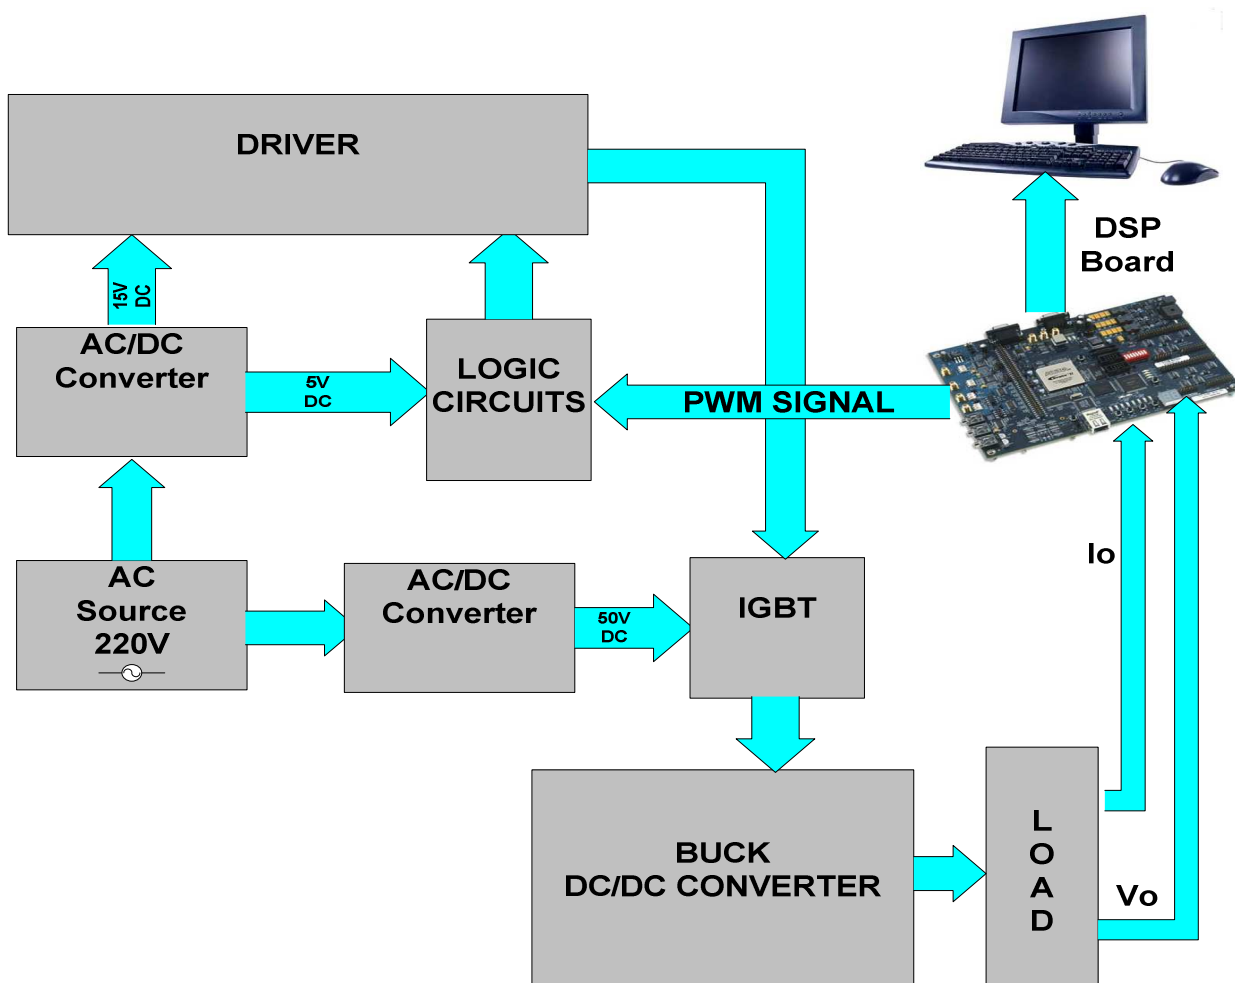 DRIVER
DSP
Board
15V
DC
AC/DC
Converter
5V
DC
LOGIC
CIRCUITS
PWM SIGNAL
AC
Source
220V
AC/DC
Converter
50V
DC
IGBT
Io
BUCK
DC/DC CONVERTER
L
O
A
D
Vo